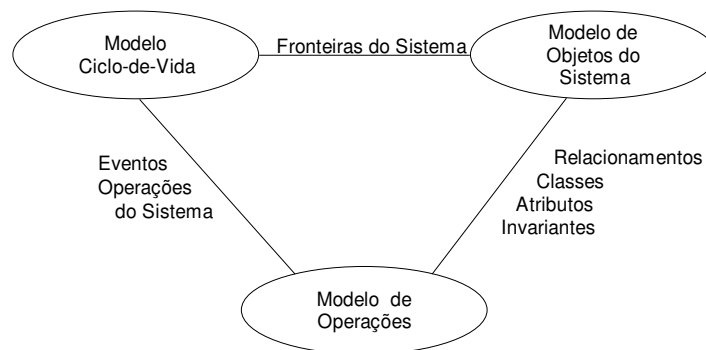 Modelo
Ciclo-de-Vida
Fronteiras do Sistema
Modelo de
Objetos do
Sistema
Eventos
Operações
do Sistema
Relacionamentos
Classes
Atributos
Invariantes
Modelo de
Operações